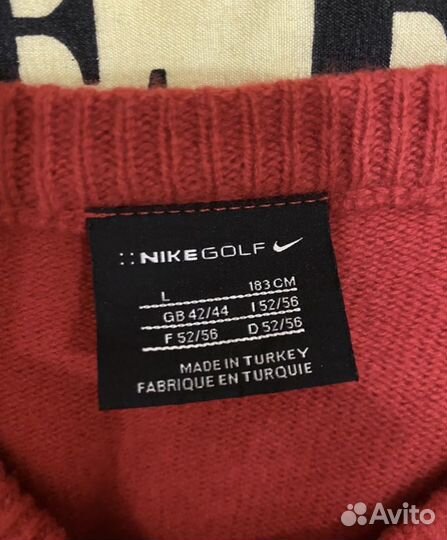 ::NIKEGOLF
L 183 CM
GB 42/44 I 52/56
F 52/56 D 52/56
MADE IN TURKEY
FABRIQUE EN TURQUIE
Avito